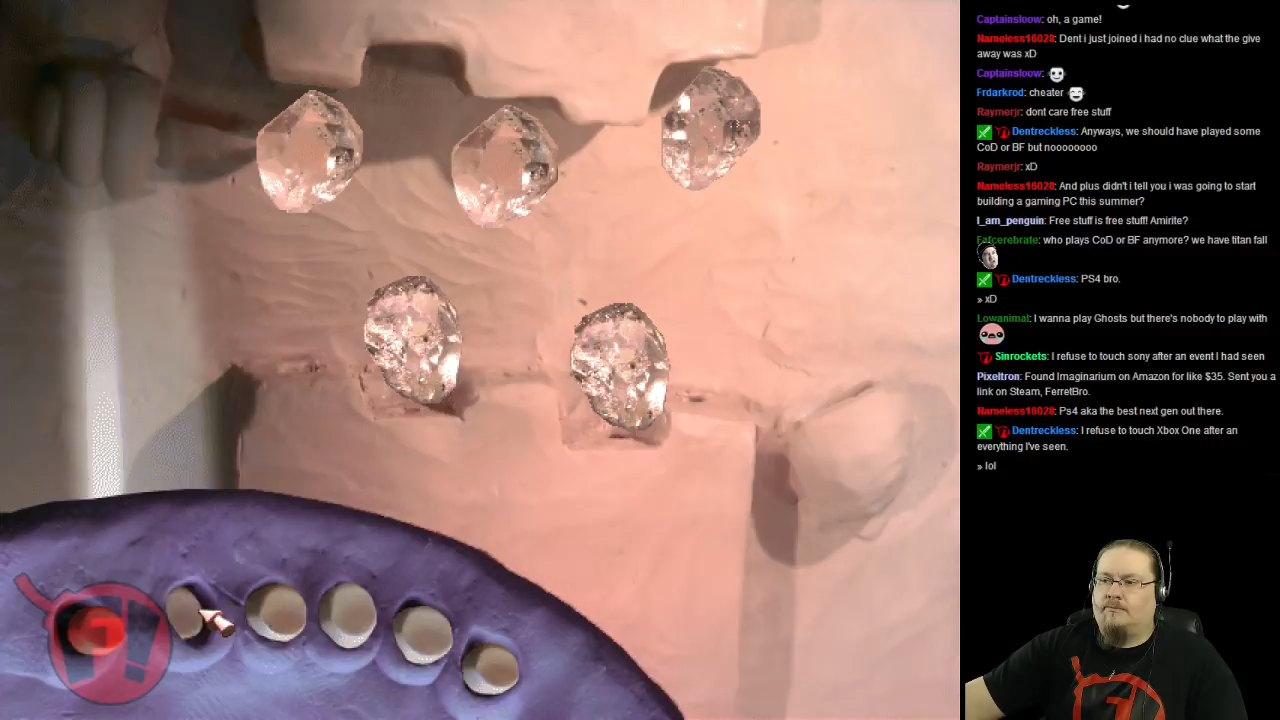 Captainsloow: oh, a game!
Nameless16028: Dent i just joined i had no clue what the give
away was xD
Captainsloow:
Frdarkrod: cheater
Raymerjr: dont care free stuff
Dentreckless: Anyways, we should have played some
CoD or BF but nooooooo
Raymerjr: xD
Nameless16028: And plus didn't i tell you i was going to start
building a gaming PC this summer?
I_am_penguin: Free stuff is free stuff! Amirite?
Fafcerebrate: who plays CoD or BF anymore? we have titan fall
Dentreckless: PS4 bro.
» xD
Lowanimal: I wanna play Ghosts but there's nobody to play with
Sinrockets: I refuse to touch sony after an event I had seen
Pixeltron: Found Imaginarium on Amazon for like $35. Sent you a
link on Steam, FerretBro.
Nameless16028: Ps4 aka the best next gen out there.
Dentreckless: I refuse to touch Xbox One after an
everything I've seen.
» lol